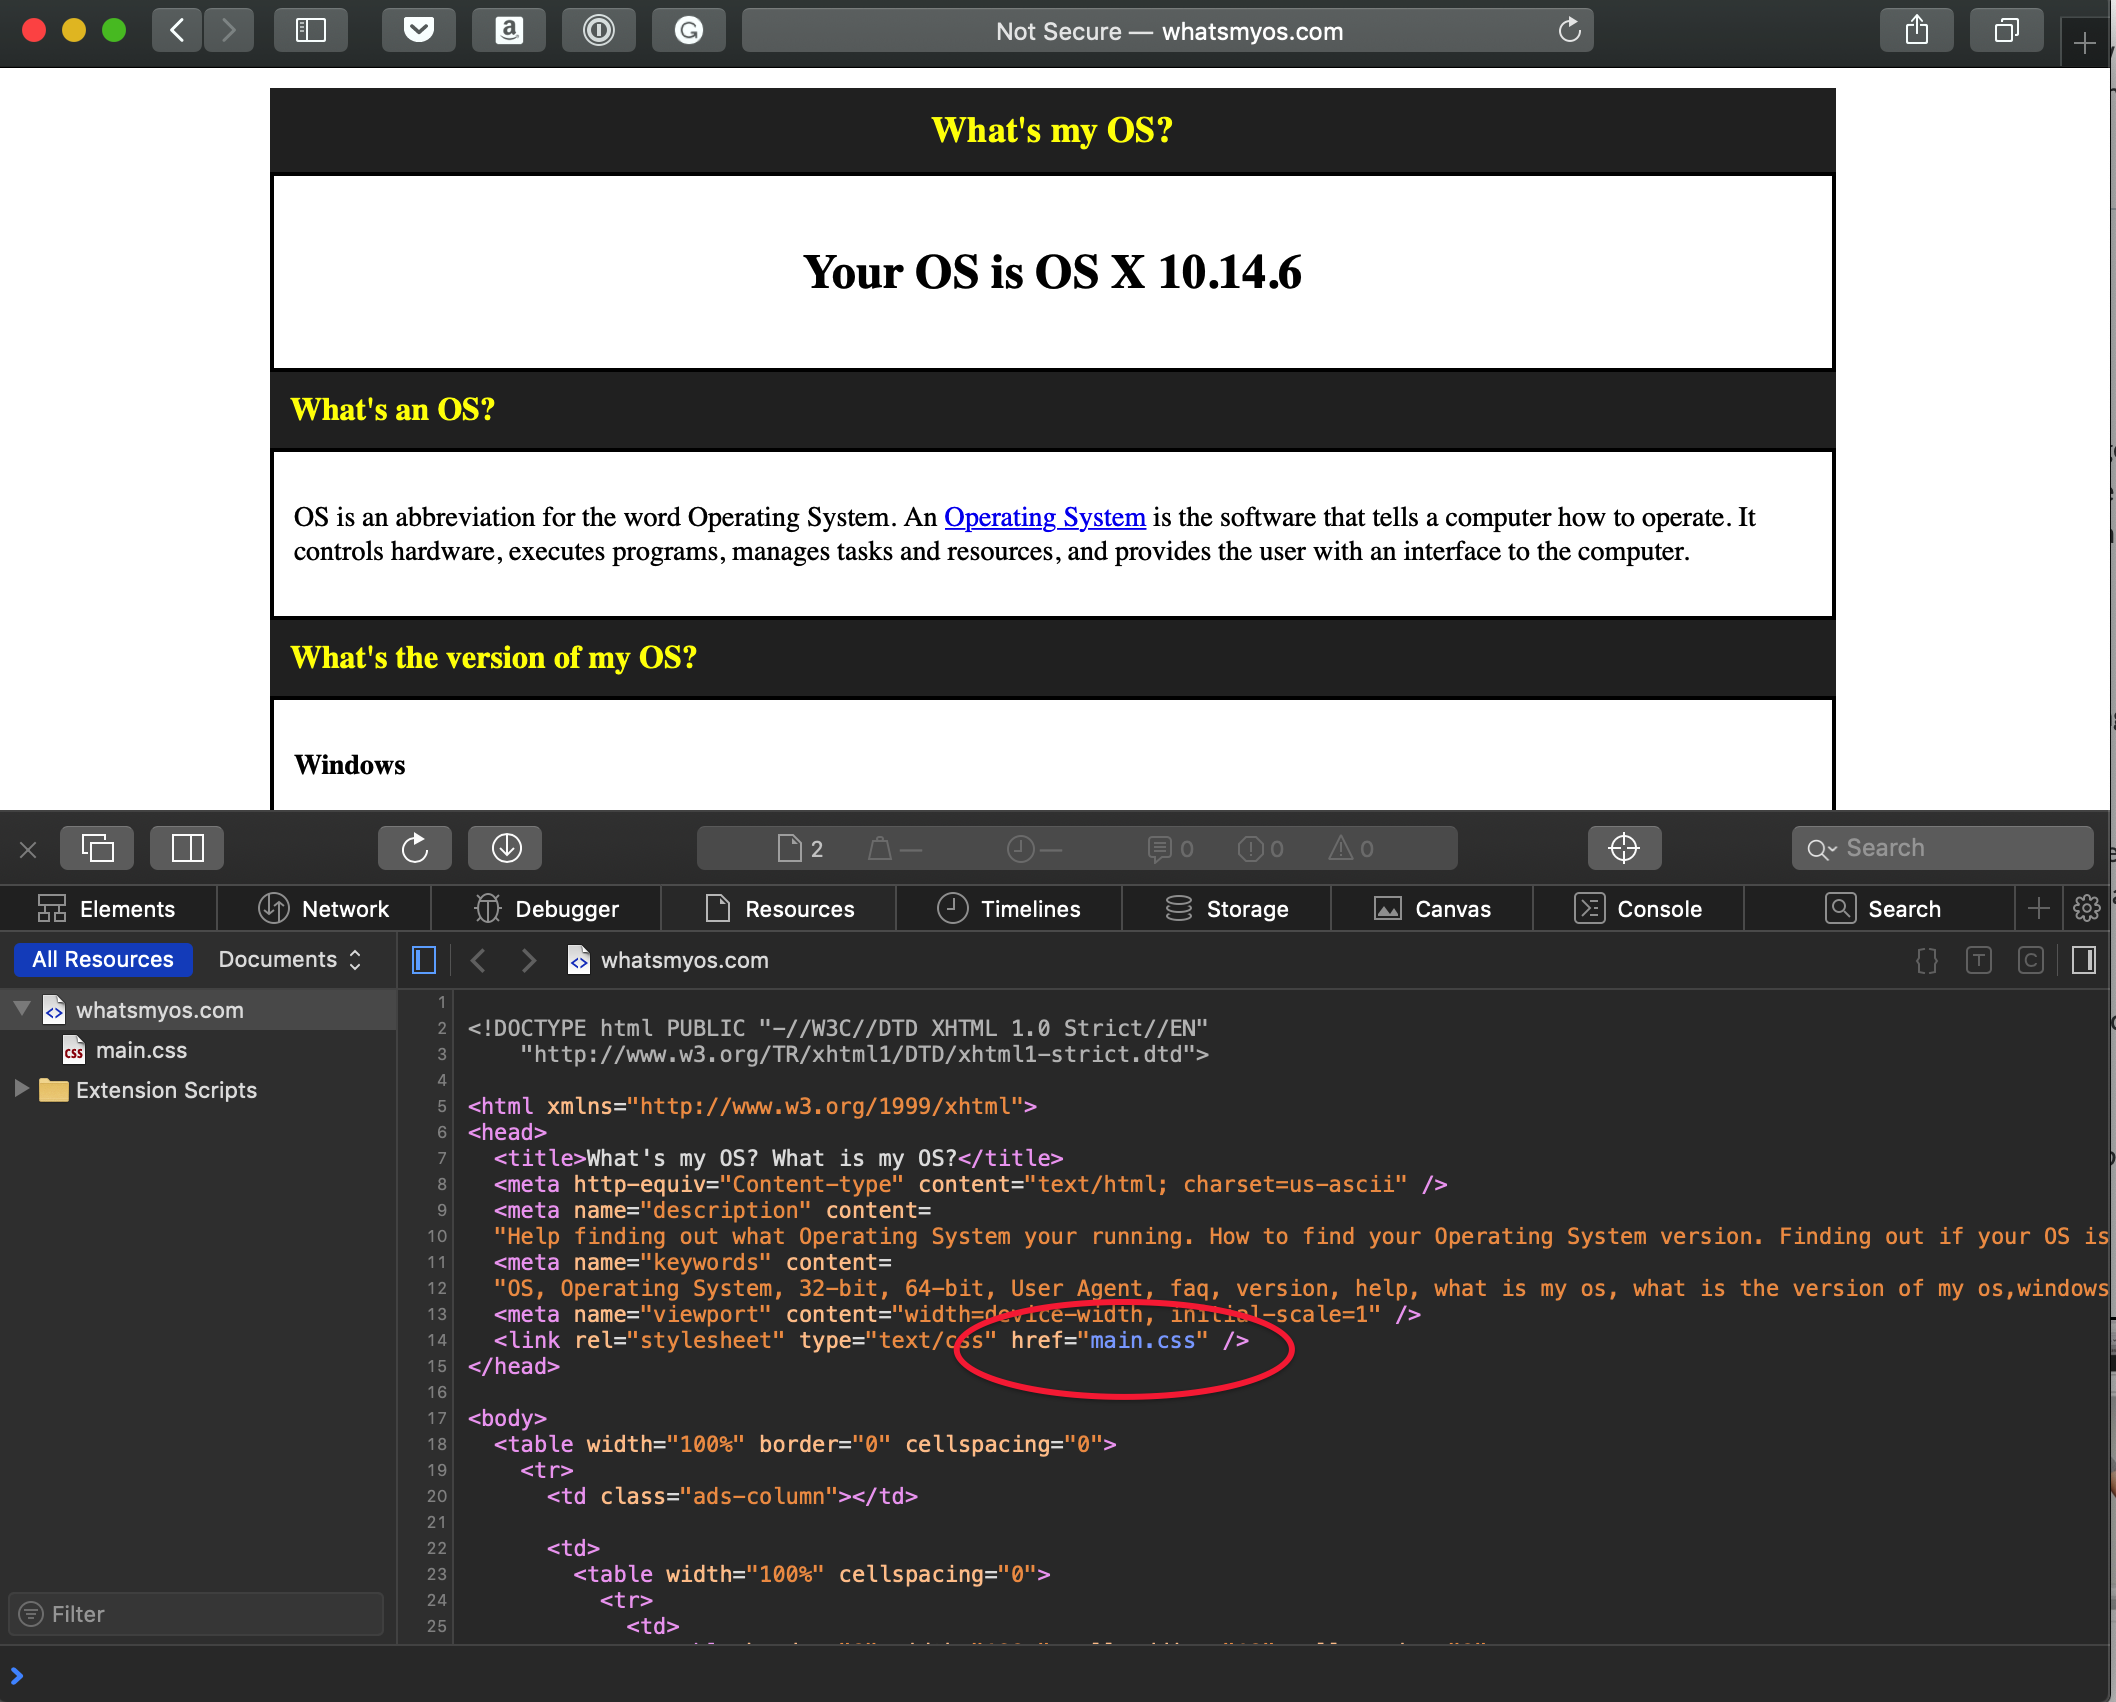 Not Secure — whatsmyos.com
What's my OS?
Your OS is OS X 10.14.6
What's an OS?
OS is an abbreviation for the word Operating System. An Operating System is the software that tells a computer how to operate. It
controls hardware, executes programs, manages tasks and resources, and provides the user with an interface to the computer.
What's the version of my OS?
Windows
2 — — 0 0 0 Search
Elements Network Debugger Resources Timelines Storage Canvas Console Search
All Resources Documents whatsmyos.com {} T C
whatsmyos.com
main.css
Extension Scripts
1
2 <!DOCTYPE html PUBLIC "-//W3C//DTD XHTML 1.0 Strict//EN"
3 "http://www.w3.org/TR/xhtml1/DTD/xhtml1-strict.dtd">
4
5 <html xmlns="http://www.w3.org/1999/xhtml">
6 <head>
7 <title>What's my OS? What is my OS?</title>
8 <meta http-equiv="Content-type" content="text/html; charset=us-ascii" />
9 <meta name="description" content=
10 "Help finding out what Operating System your running. How to find your Operating System version. Finding out if your OS is
11 <meta name="keywords" content=
12 "OS, Operating System, 32-bit, 64-bit, User Agent, faq, version, help, what is my os, what is the version of my os,windows
13 <meta name="viewport" content="width=device-width, initial-scale=1" />
14 <link rel="stylesheet" type="text/css" href="main.css" />
15 </head>
16
17 <body>
18 <table width="100%" border="0" cellspacing="0">
19 <tr>
20 <td class="ads-column"></td>
21
22 <td>
23 <table width="100%" cellspacing="0">
24 <tr>
25 <td>
Filter